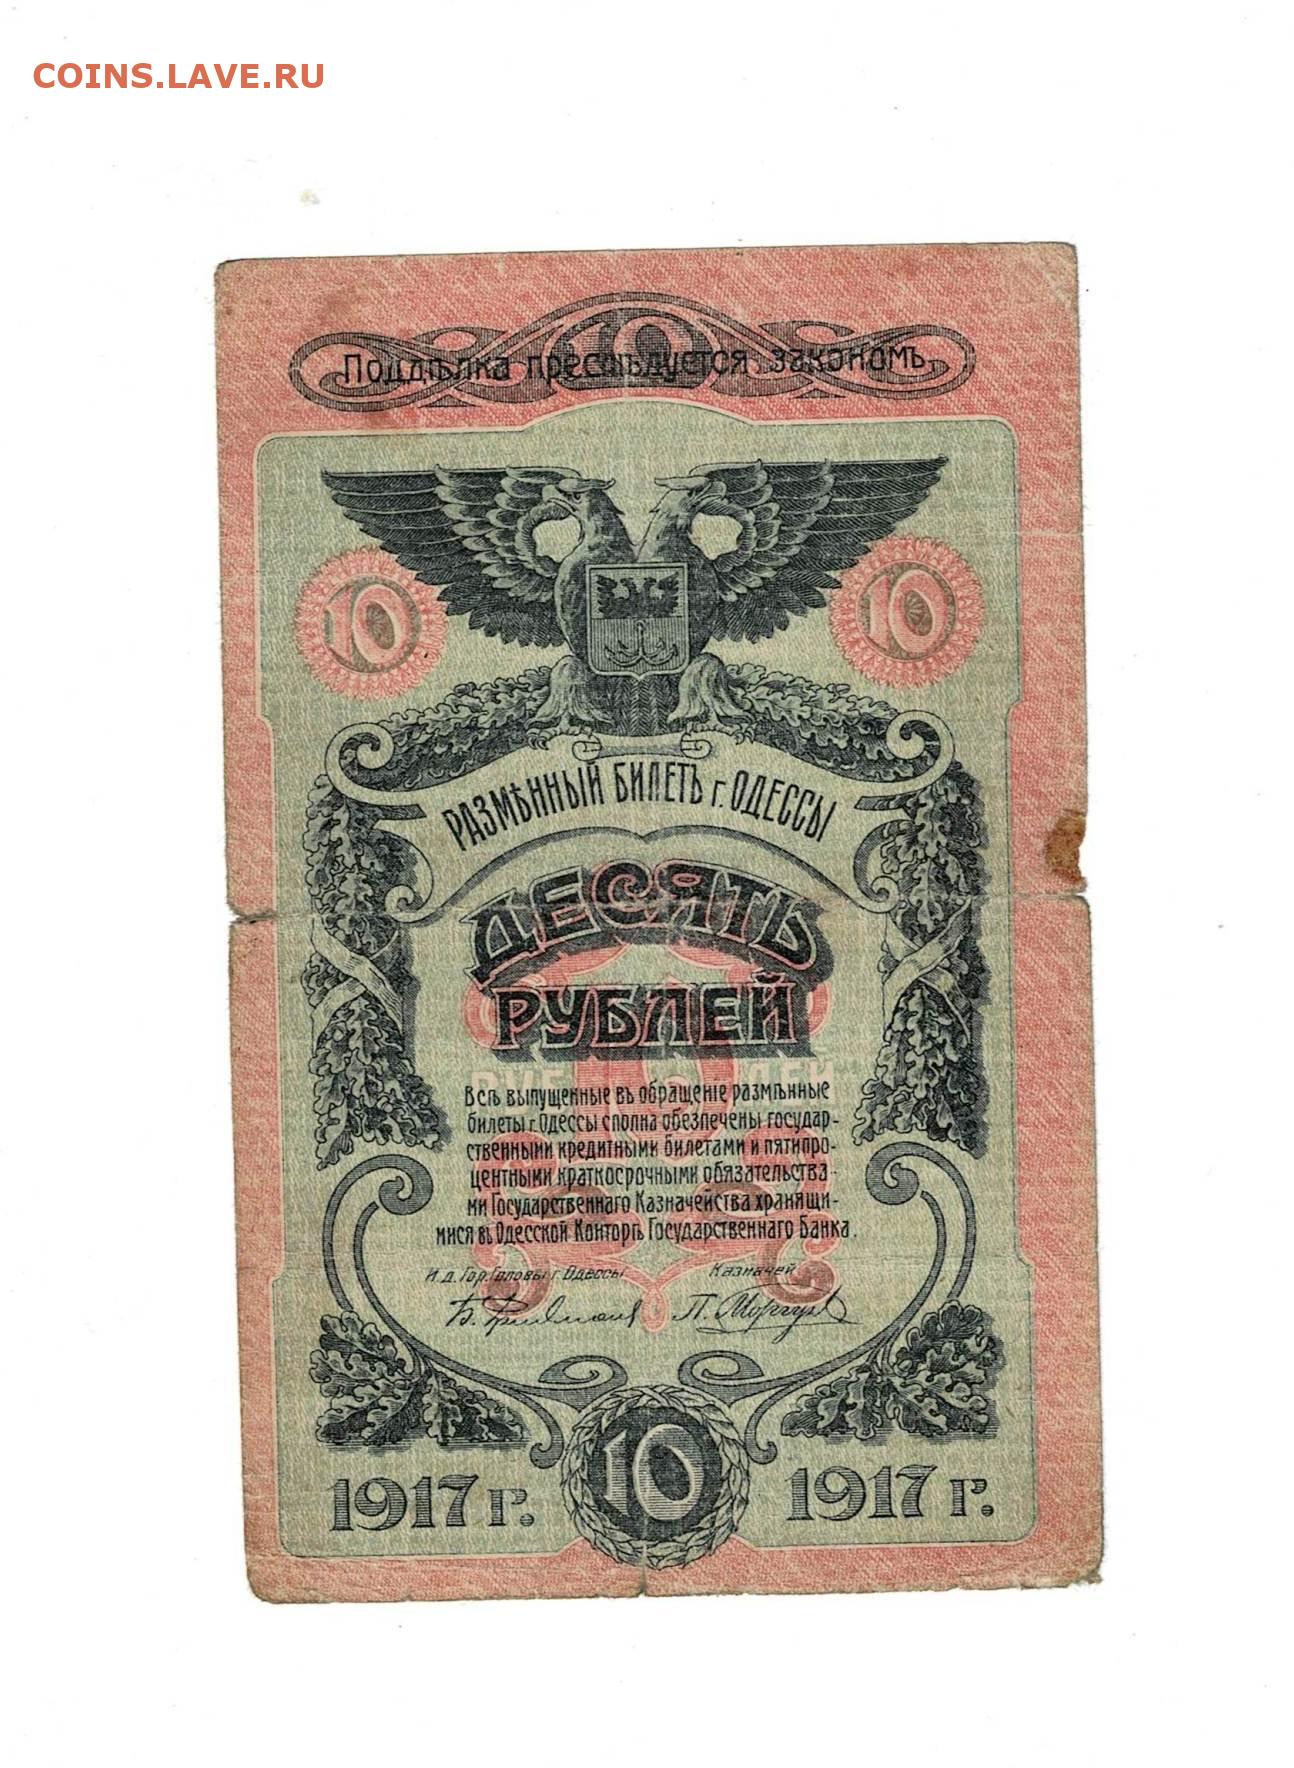 COINS.LAVE.RU
Поддѣлка преслѣдуется закономъ
10 10
РАЗМѢННЫЙ БИЛЕТЪ г. ОДЕССЫ
ДЕСЯТЬ
РУБЛЕЙ
Всѣ выпущенные въ обращеніе размѣнные
билеты г. Одессы сполна обезпечены государ-
ственными кредитными билетами и пятипро-
центными краткосрочными обязательства-
ми Государственнаго Казначейства хранящи-
мися въ Одесской Конторѣ Государственнаго Банка.
И.д. Гор. Головы г. Одессы Казначей
1917 г. 10 1917 г.